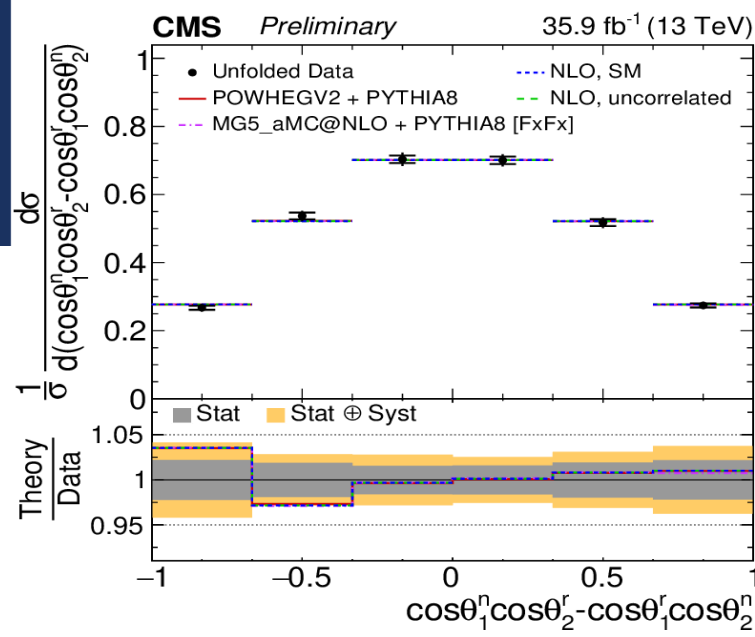 CMS Preliminary 35.9 fb⁻¹ (13 TeV)
Unfolded Data
POWHEGV2 + PYTHIA8
MG5_aMC@NLO + PYTHIA8 [FxFx]
NLO, SM
NLO, uncorrelated
1/σ dσ/d(cosθ₁ⁿcosθ₂ʳ-cosθ₁ʳcosθ₂ⁿ)
1
0.8
0.6
0.4
0.2
0
Stat
Stat ⊕ Syst
Theory
Data
1.05
1
0.95
−1 −0.5 0 0.5 1
cosθ₁ⁿcosθ₂ʳ-cosθ₁ʳcosθ₂ⁿ